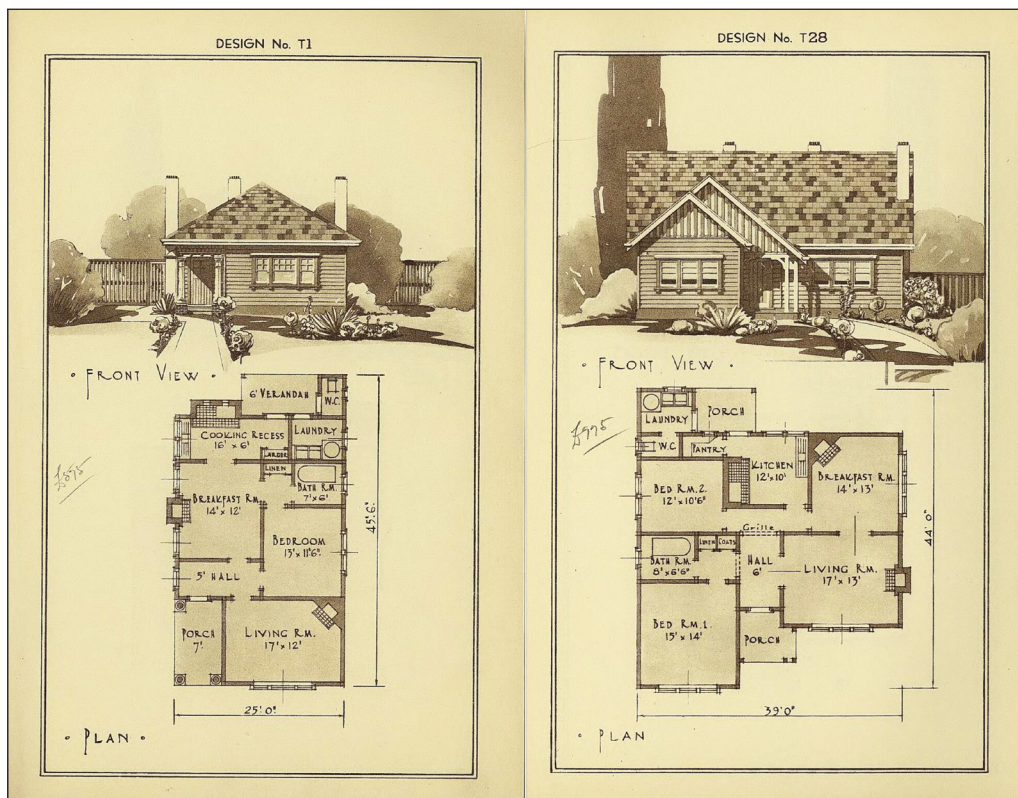 DESIGN No. T1
· FRONT VIEW ·
6' VERANDAH
W.C.
COOKING RECESS
16' x 6'
LAUNDRY
LARDER
LINEN
BATH RM.
7' x 6'
BREAKFAST RM.
14' x 12'
BEDROOM
13' x 11'6"
5' HALL
PORCH
7'
LIVING RM.
17' x 12'
45'.6"
25'.0"
· PLAN ·
£595
DESIGN No. T28
· FRONT VIEW ·
LAUNDRY
PORCH
W.C
PANTRY
KITCHEN
12' x 10'
BREAKFAST RM.
14' x 13'
BED RM. 2.
12' x 10'6"
Grille
LINEN
COATS
BATH RM.
8' x 6'6"
HALL
6'
LIVING RM.
17' x 13'
BED RM. 1.
15' x 14'
PORCH
44'.0"
39'.0"
· PLAN
£995